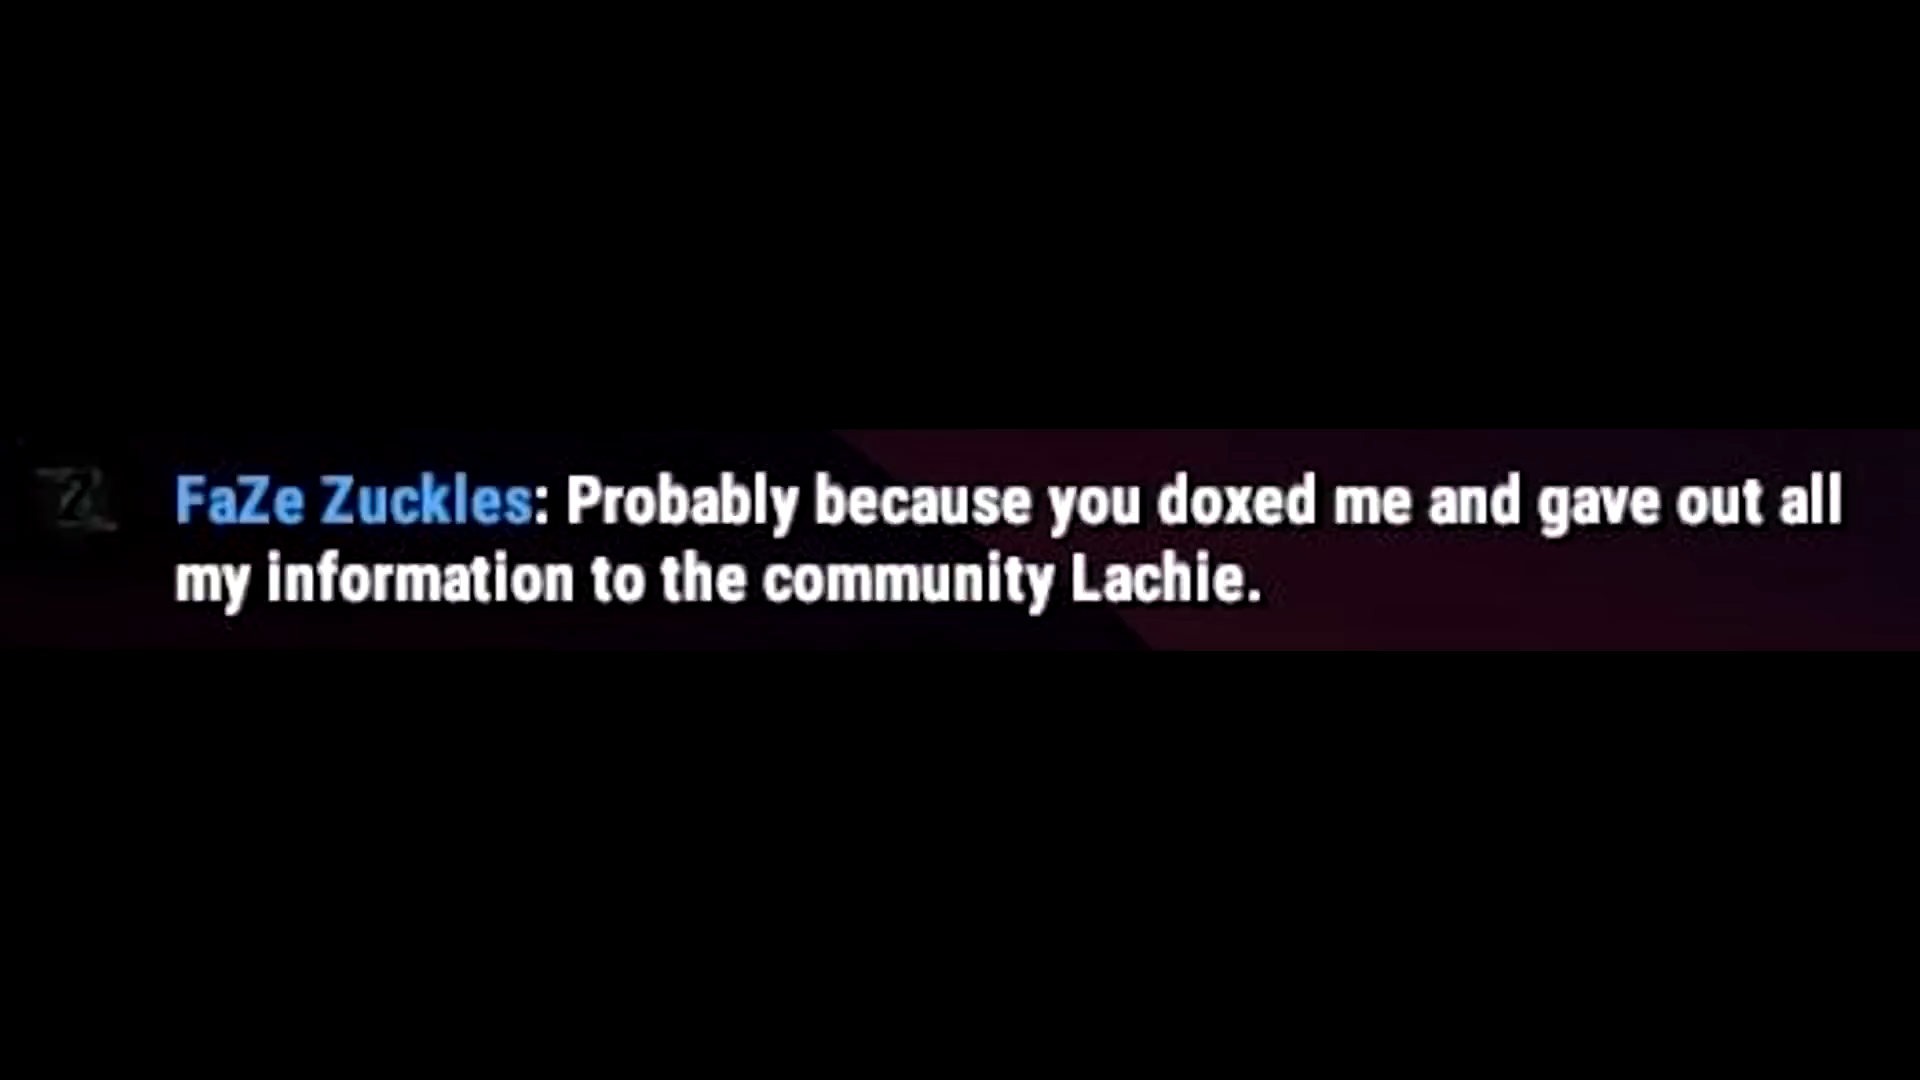 FaZe Zuckles: Probably because you doxed me and gave out all
my information to the community Lachie.